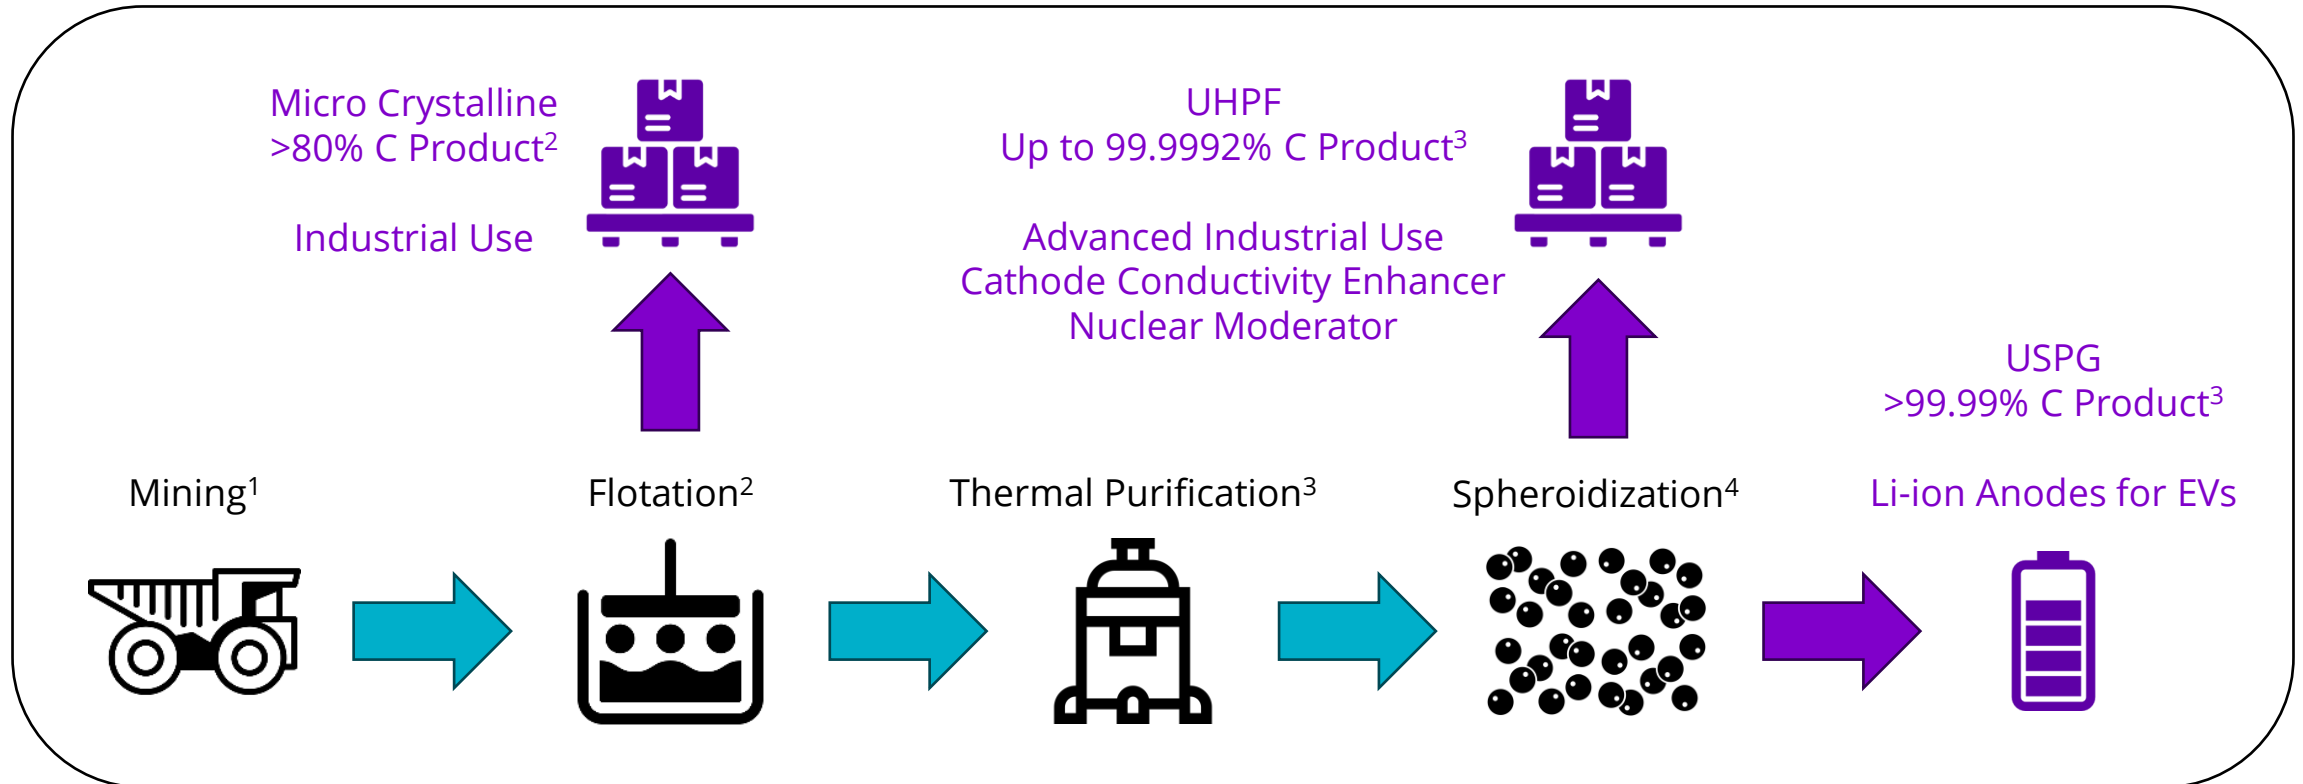 Micro Crystalline
>80% C Product²
Industrial Use
UHPF
Up to 99.9992% C Product³
Advanced Industrial Use
Cathode Conductivity Enhancer
Nuclear Moderator
USPG
>99.99% C Product³
Li-ion Anodes for EVs
Mining¹
Flotation²
Thermal Purification³
Spheroidization⁴